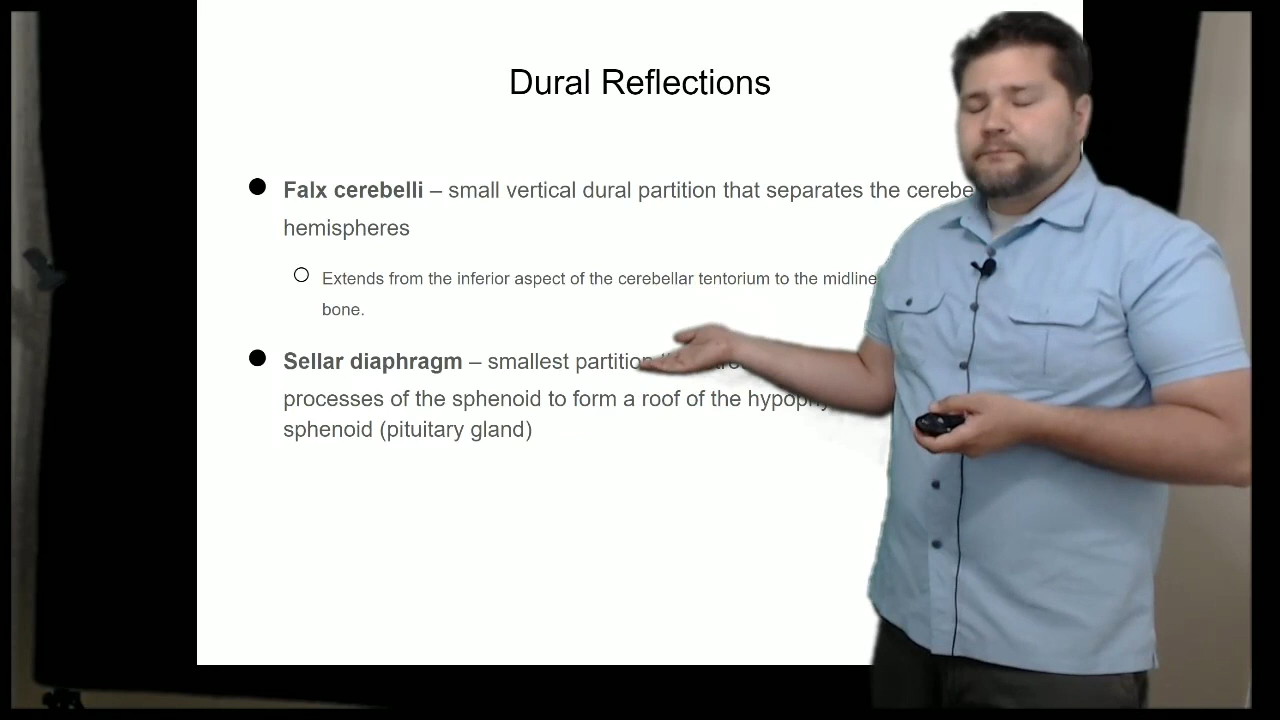 Dural Reflections
Falx cerebelli – small vertical dural partition that separates the
hemispheres
Extends from the inferior aspect of the cerebellar tentorium to the midline
bone.
Sellar diaphragm – smallest partition
processes of the sphenoid to form a roof of the
sphenoid (pituitary gland)